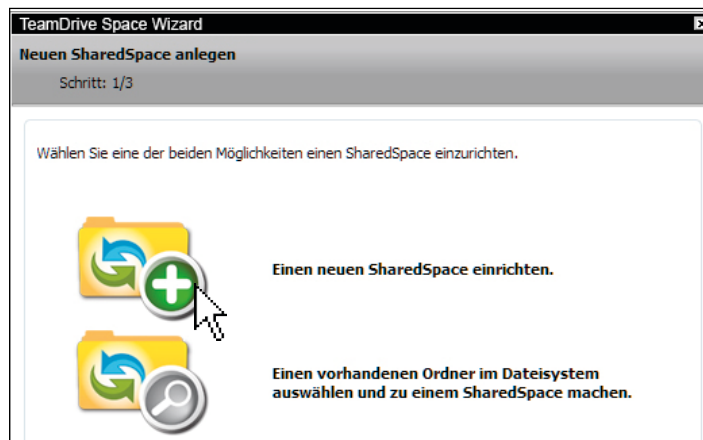 TeamDrive Space Wizard
Neuen SharedSpace anlegen
Schritt: 1/3
Wählen Sie eine der beiden Möglichkeiten einen SharedSpace einzurichten.
Einen neuen SharedSpace einrichten.
Einen vorhandenen Ordner im Dateisystem
auswählen und zu einem SharedSpace machen.